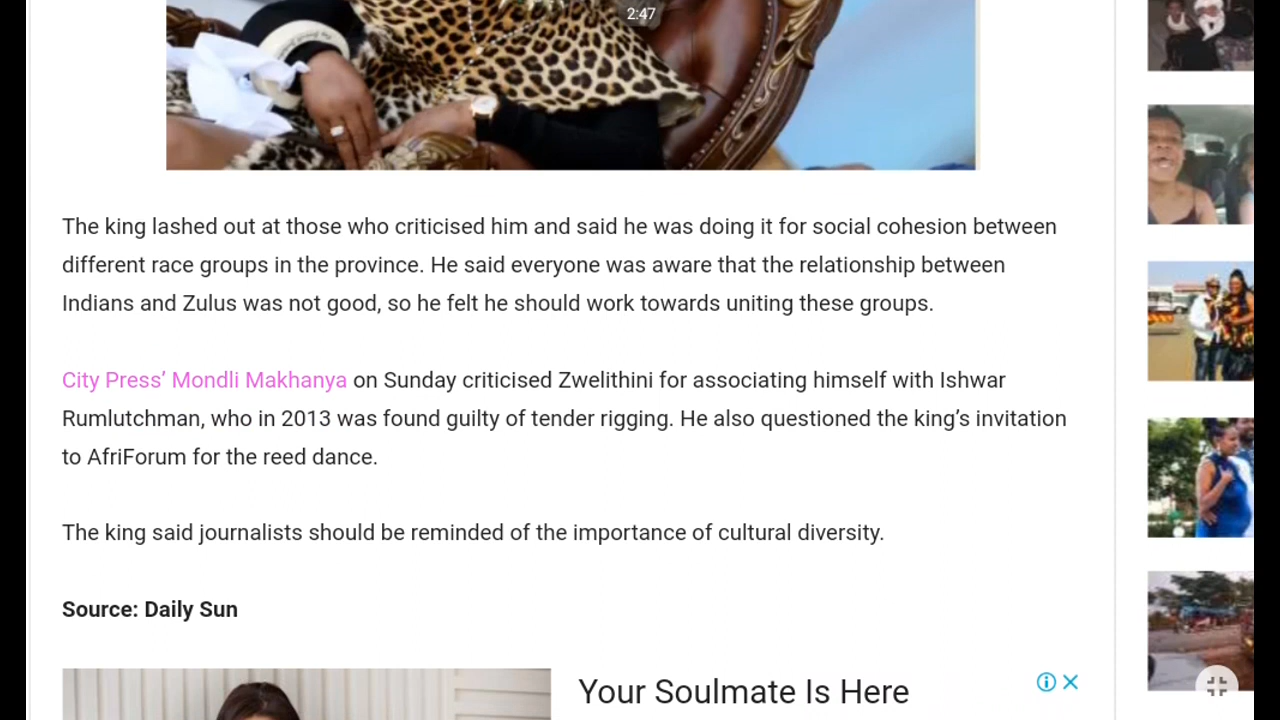 2:47
The king lashed out at those who criticised him and said he was doing it for social cohesion between
different race groups in the province. He said everyone was aware that the relationship between
Indians and Zulus was not good, so he felt he should work towards uniting these groups.
City Press’ Mondli Makhanya on Sunday criticised Zwelithini for associating himself with Ishwar
Rumlutchman, who in 2013 was found guilty of tender rigging. He also questioned the king’s invitation
to AfriForum for the reed dance.
The king said journalists should be reminded of the importance of cultural diversity.
Source: Daily Sun
Your Soulmate Is Here